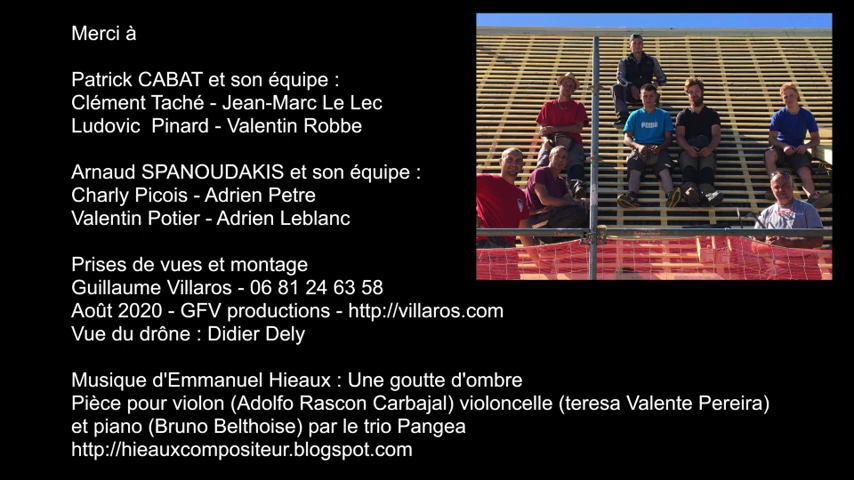 Merci à
Patrick CABAT et son équipe :
Clément Taché - Jean-Marc Le Lec
Ludovic  Pinard - Valentin Robbe
Arnaud SPANOUDAKIS et son équipe :
Charly Picois - Adrien Petre
Valentin Potier - Adrien Leblanc
Prises de vues et montage
Guillaume Villaros - 06 81 24 63 58
Août 2020 - GFV productions - http://villaros.com
Vue du drône : Didier Dely
Musique d'Emmanuel Hieaux : Une goutte d'ombre
Pièce pour violon (Adolfo Rascon Carbajal) violoncelle (teresa Valente Pereira)
et piano (Bruno Belthoise) par le trio Pangea
http://hieauxcompositeur.blogspot.com
PUMA